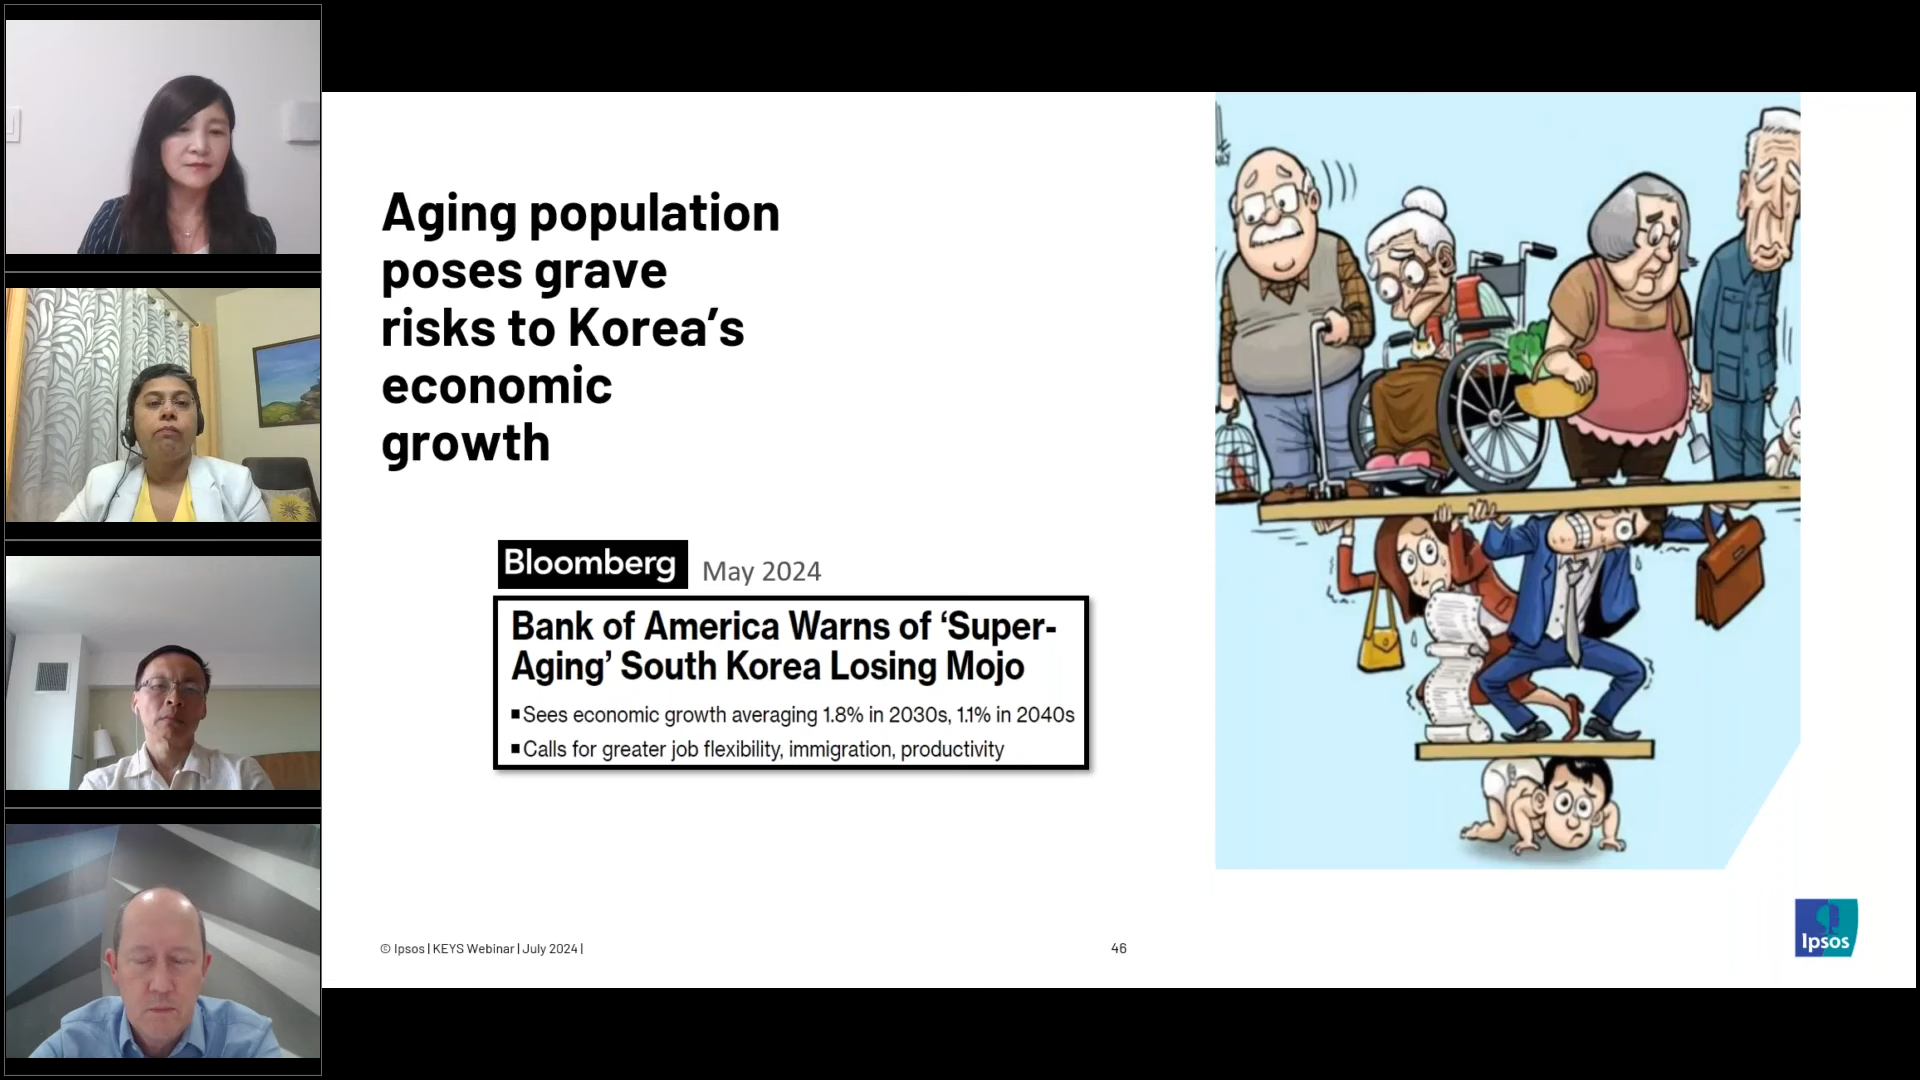 Aging population
poses grave
risks to Korea’s
economic
growth
Bloomberg May 2024
Bank of America Warns of ‘Super-
Aging’ South Korea Losing Mojo
▪Sees economic growth averaging 1.8% in 2030s, 1.1% in 2040s
▪Calls for greater job flexibility, immigration, productivity
© Ipsos | KEYS Webinar | July 2024 |
46
Ipsos